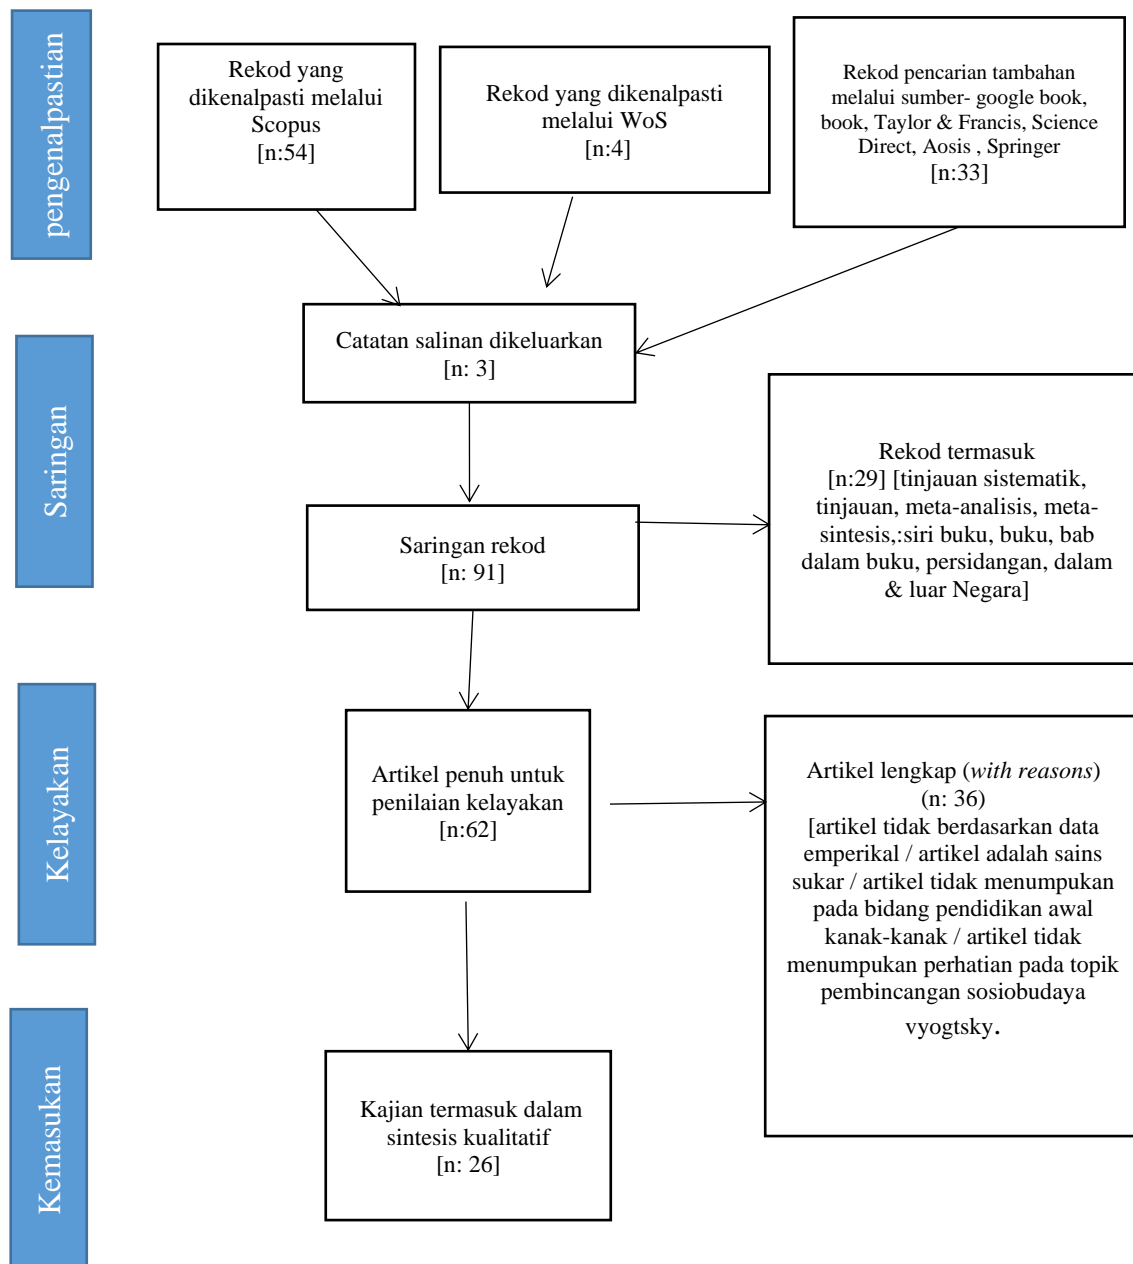 pengenalpastian
Rekod yang
dikenalpasti melalui
Scopus
[n:54]
Rekod yang dikenalpasti
melalui WoS
[n:4]
Rekod pencarian tambahan
melalui sumber- google book,
book, Taylor & Francis, Science
Direct, Aosis , Springer
[n:33]
Saringan
Catatan salinan dikeluarkan
[n: 3]
Saringan rekod
[n: 91]
Rekod termasuk
[n:29] [tinjauan sistematik,
tinjauan, meta-analisis, meta-
sintesis,:siri buku, buku, bab
dalam buku, persidangan, dalam
& luar Negara]
Kelayakan
Artikel penuh untuk
penilaian kelayakan
[n:62]
Artikel lengkap (with reasons)
(n: 36)
[artikel tidak berdasarkan data
emperikal / artikel adalah sains
sukar / artikel tidak menumpukan
pada bidang pendidikan awal
kanak-kanak / artikel tidak
menumpukan perhatian pada topik
pembincangan sosiobudaya
vyogtsky.
Kemasukan
Kajian termasuk dalam
sintesis kualitatif
[n: 26]